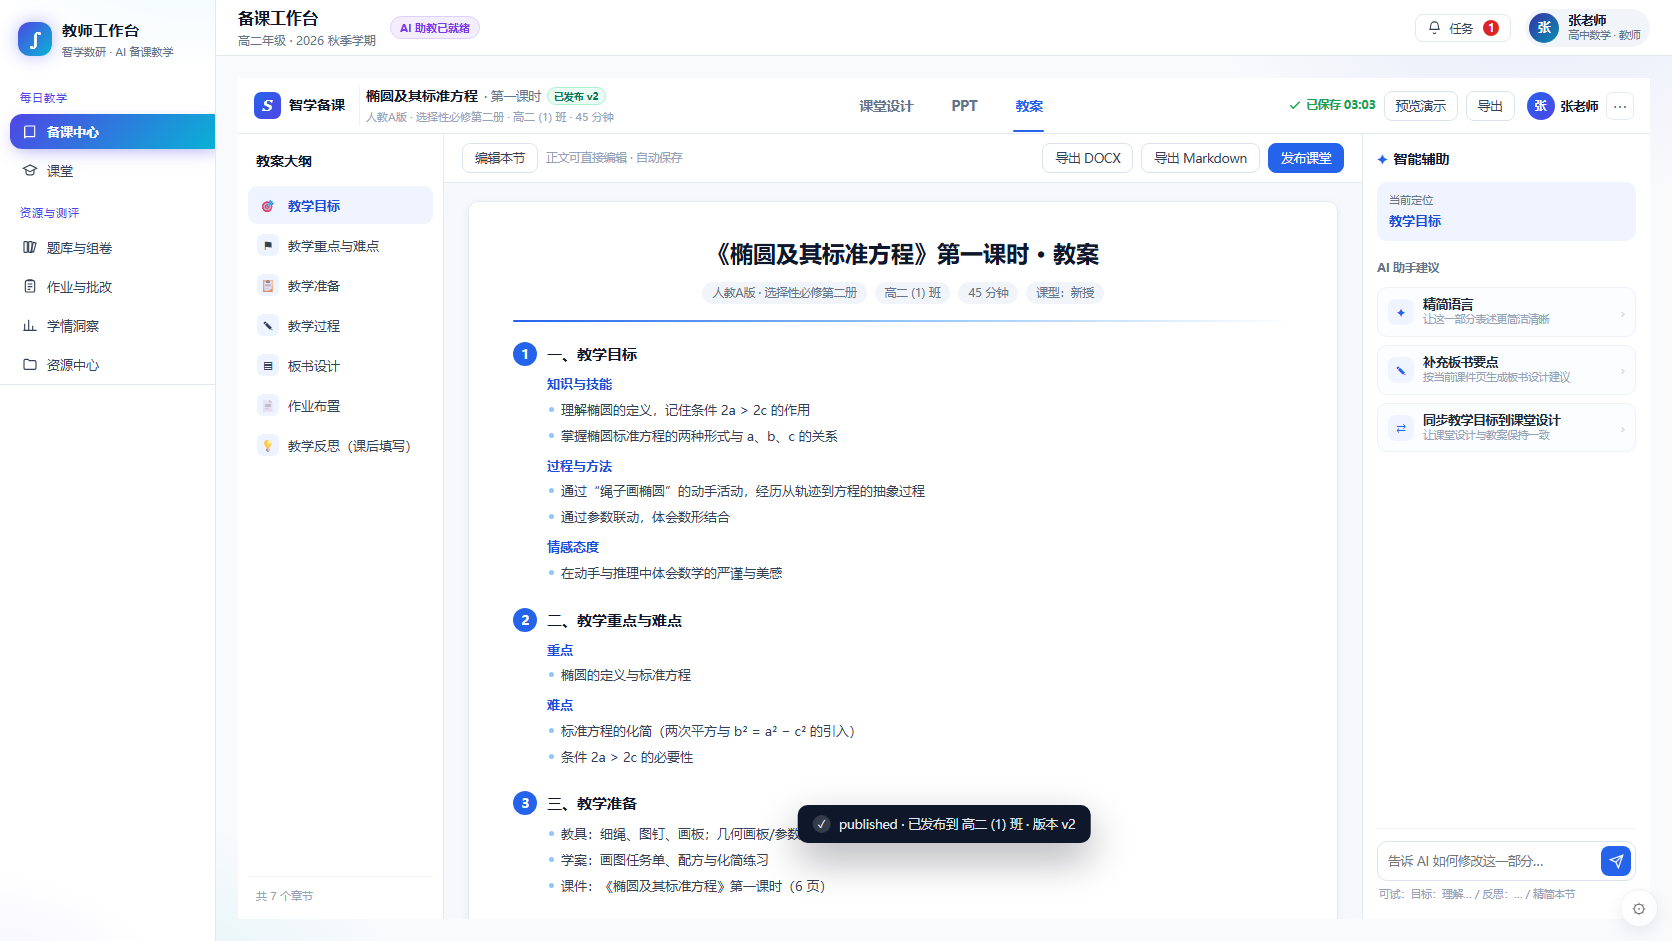 教师工作台
智学数研 · AI 备课教学
每日教学
备课中心
课堂
资源与测评
题库与组卷
作业与批改
学情洞察
资源中心
备课工作台
高二年级 · 2026 秋季学期
AI 助教已就绪
任务 1
张
张老师
高中数学 · 教师
S 智学备课
椭圆及其标准方程 · 第一课时 已发布 v2
人教A版 · 选择性必修第二册 · 高二 (1) 班 · 45 分钟
课堂设计
PPT
教案
已保存 03:03
预览演示
导出
张 张老师
教案大纲
教学目标
教学重点与难点
教学准备
教学过程
板书设计
作业布置
教学反思（课后填写）
共 7 个章节
编辑本节
正文可直接编辑 · 自动保存
导出 DOCX
导出 Markdown
发布课堂
《椭圆及其标准方程》第一课时 · 教案
人教A版 · 选择性必修第二册
高二 (1) 班
45 分钟
课型：新授
1 一、教学目标
知识与技能
理解椭圆的定义，记住条件 2a > 2c 的作用
掌握椭圆标准方程的两种形式与 a、b、c 的关系
过程与方法
通过“绳子画椭圆”的动手活动，经历从轨迹到方程的抽象过程
通过参数联动，体会数形结合
情感态度
在动手与推理中体会数学的严谨与美感
2 二、教学重点与难点
重点
椭圆的定义与标准方程
难点
标准方程的化简（两次平方与 b² = a² − c² 的引入）
条件 2a > 2c 的必要性
3 三、教学准备
教具：细绳、图钉、画板；几何画板/参数
学案：画图任务单、配方与化简练习
课件：《椭圆及其标准方程》第一课时（6 页）
published · 已发布到 高二 (1) 班 · 版本 v2
智能辅助
当前定位
教学目标
AI 助手建议
精简语言
让这一部分表述更简洁清晰
补充板书要点
按当前课件页生成板书设计建议
同步教学目标到课堂设计
让课堂设计与教案保持一致
告诉 AI 如何修改这一部分...
可试：目标：理解... / 反思：... / 精简本节